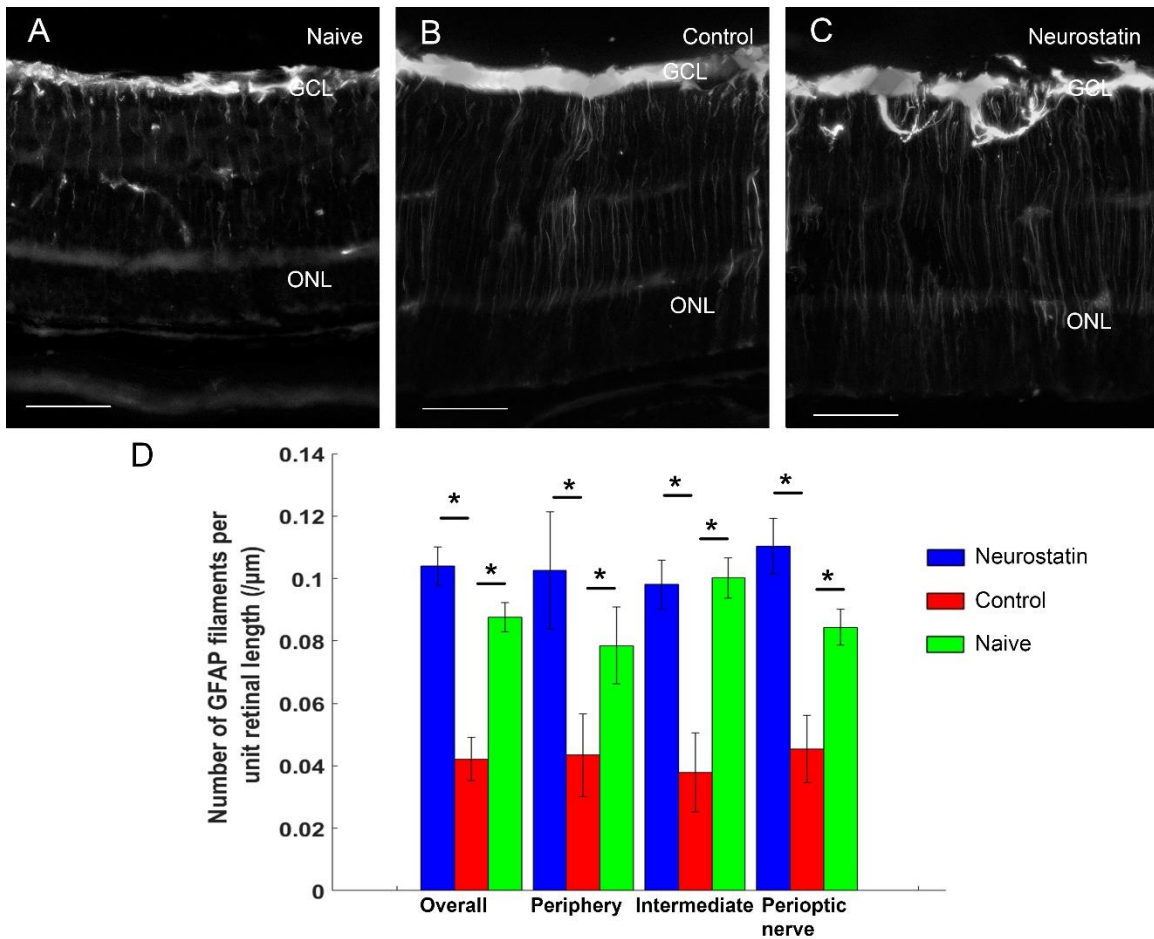 A
Naive
GCL
ONL
B
Control
GCL
ONL
C
Neurostatin
GCL
ONL
D
Number of GFAP filaments per
unit retinal length (/µm)
0.14
0.12
0.1
0.08
0.06
0.04
0.02
0
* * * *
* * * *
Overall
Periphery
Intermediate
Perioptic
nerve
Neurostatin
Control
Naive